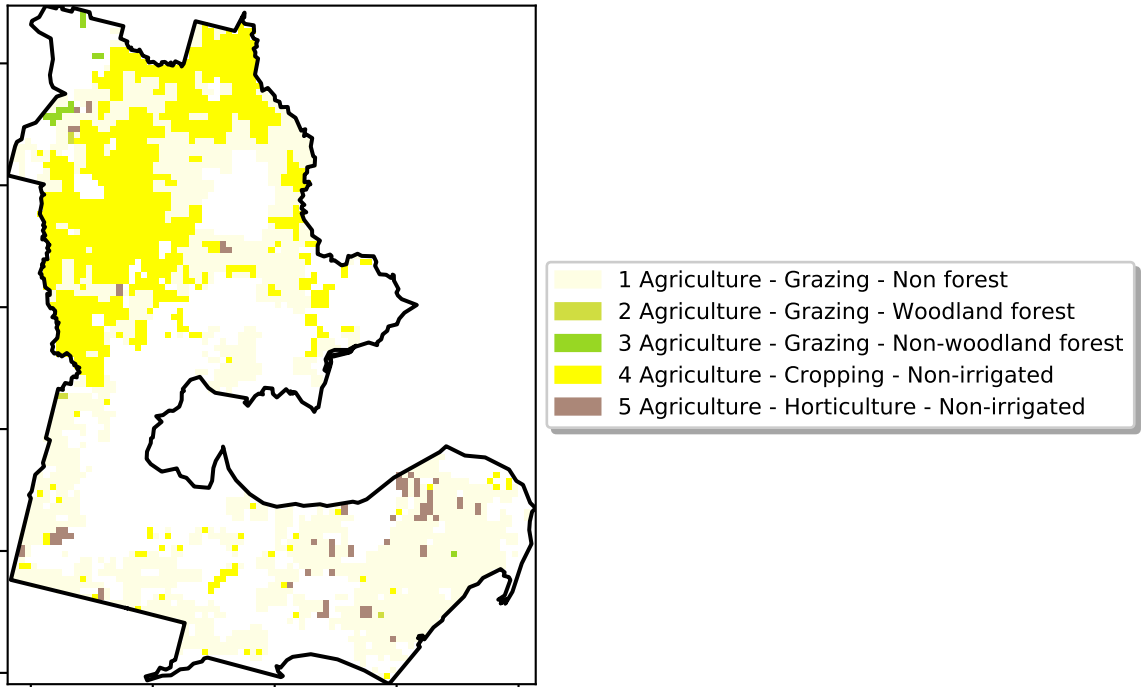 1 Agriculture - Grazing - Non forest
2 Agriculture - Grazing - Woodland forest
3 Agriculture - Grazing - Non-woodland forest
4 Agriculture - Cropping - Non-irrigated
5 Agriculture - Horticulture - Non-irrigated